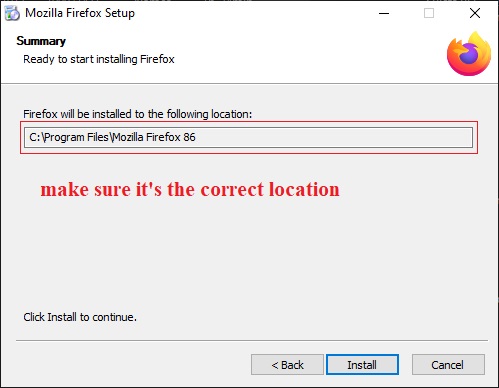 Mozilla Firefox Setup
Summary
Ready to start installing Firefox
Firefox will be installed to the following location:
C:\Program Files\Mozilla Firefox 86
make sure it's the correct location
Click Install to continue.
< Back Install Cancel